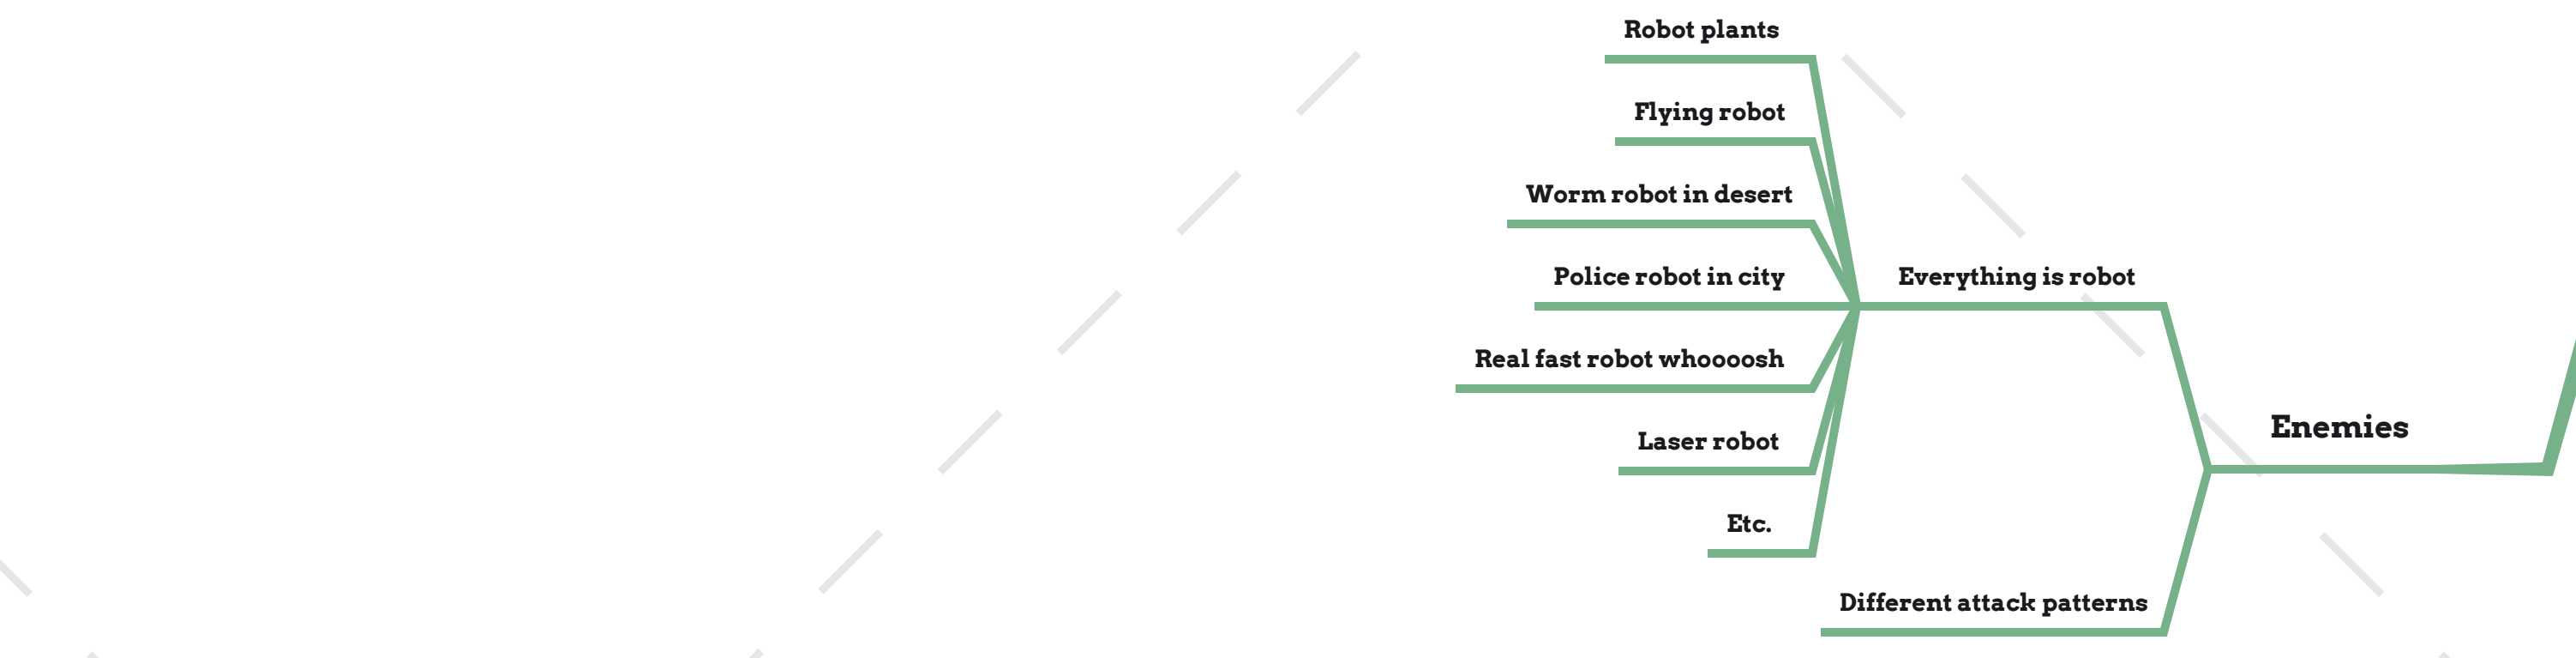 Robot plants
Flying robot
Worm robot in desert
Police robot in city
Everything is robot
Real fast robot whoooosh
Enemies
Laser robot
Etc.
Different attack patterns